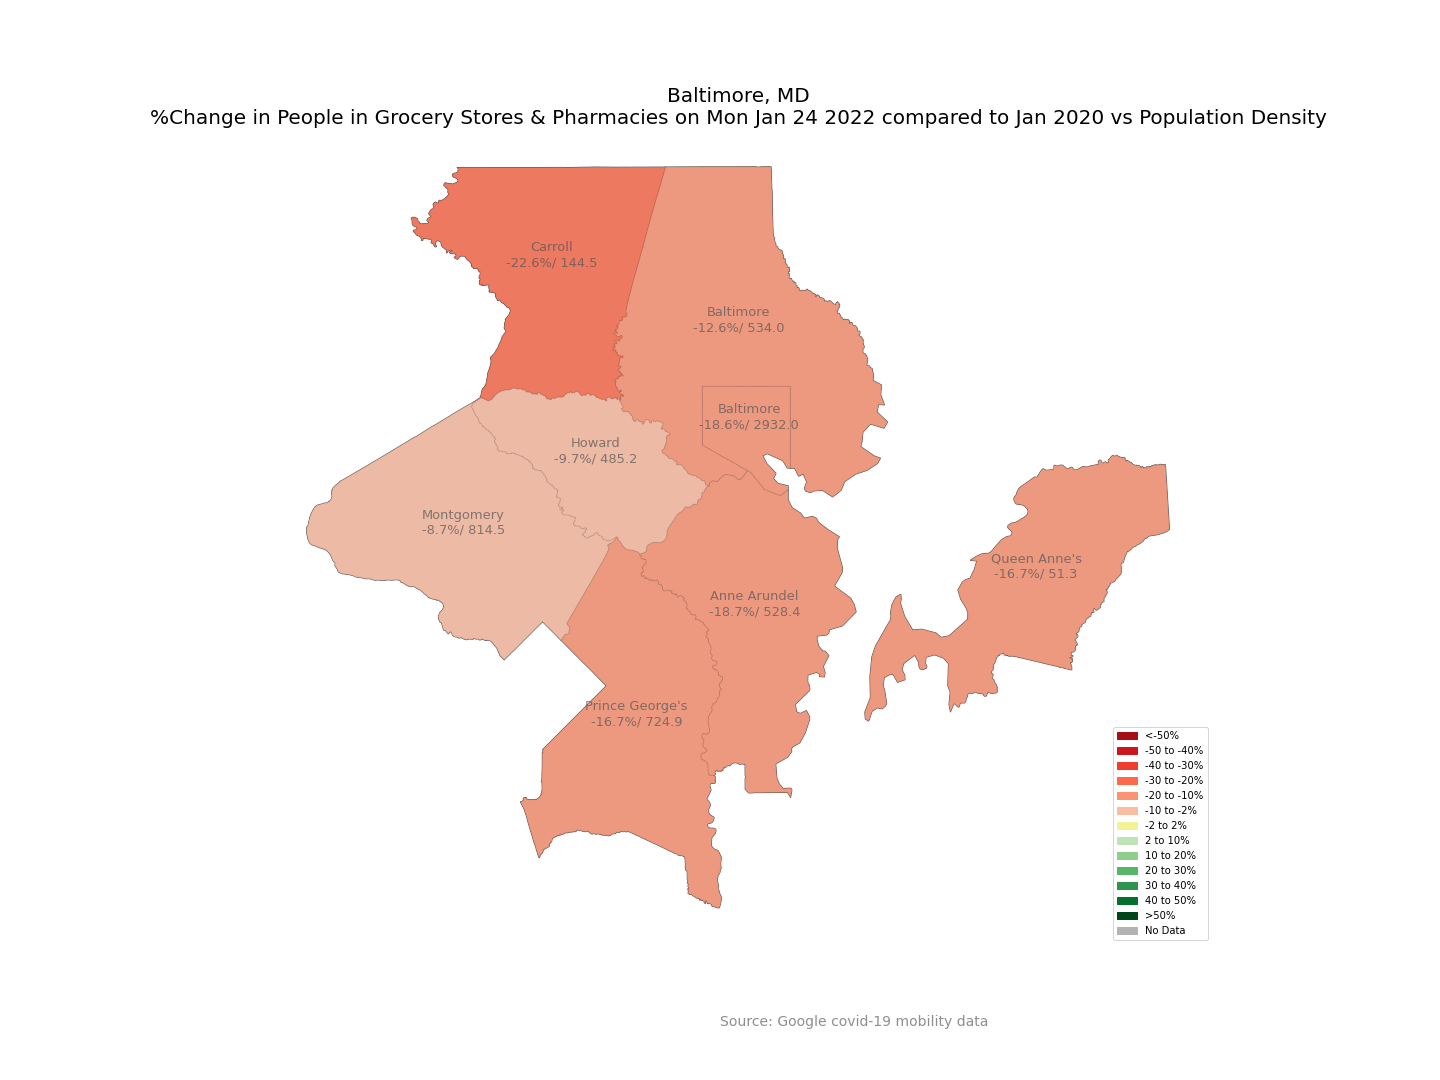 Baltimore, MD
%Change in People in Grocery Stores & Pharmacies on Mon Jan 24 2022 compared to Jan 2020 vs Population Density
Carroll
-22.6%/ 144.5
Baltimore
-12.6%/ 534.0
Baltimore
-18.6%/ 2932.0
Howard
-9.7%/ 485.2
Montgomery
-8.7%/ 814.5
Queen Anne's
-16.7%/ 51.3
Anne Arundel
-18.7%/ 528.4
Prince George's
-16.7%/ 724.9
<-50%
-50 to -40%
-40 to -30%
-30 to -20%
-20 to -10%
-10 to -2%
-2 to 2%
2 to 10%
10 to 20%
20 to 30%
30 to 40%
40 to 50%
>50%
No Data
Source: Google covid-19 mobility data